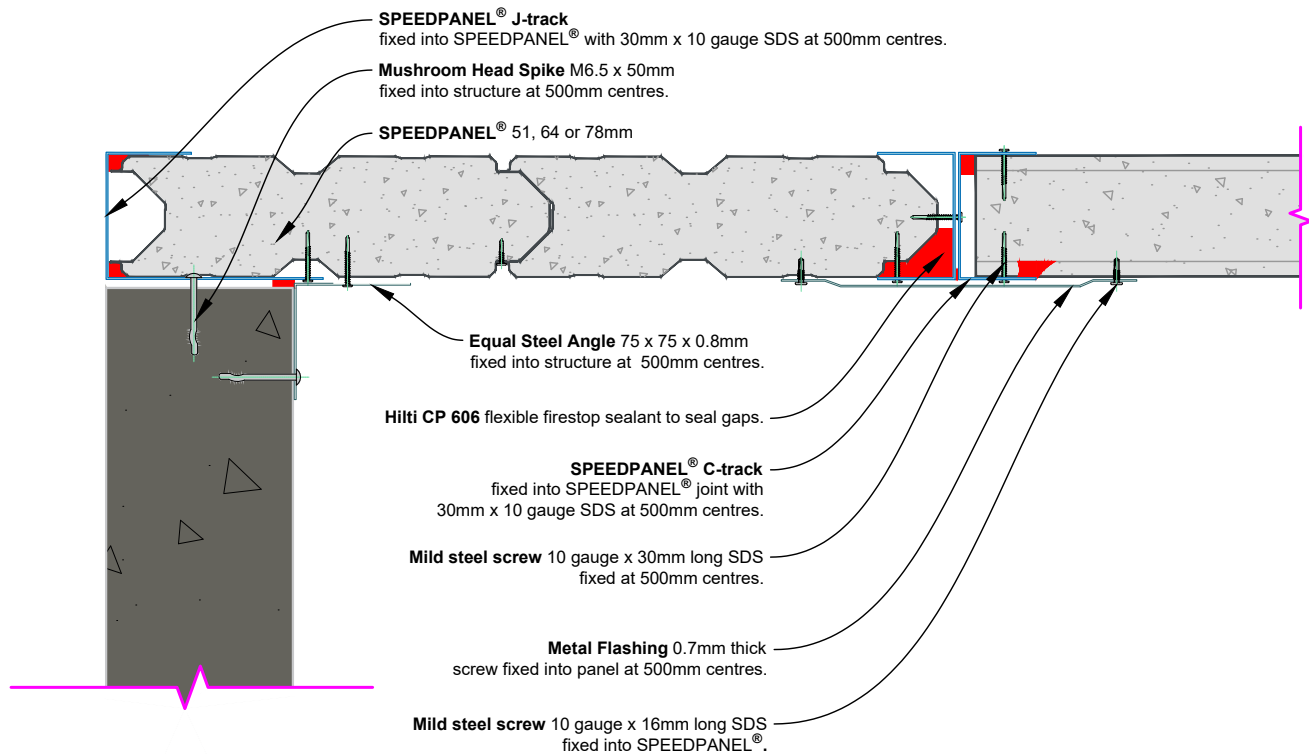 SPEEDPANEL® J-track
fixed into SPEEDPANEL® with 30mm x 10 gauge SDS at 500mm centres.
Mushroom Head Spike M6.5 x 50mm
fixed into structure at 500mm centres.
SPEEDPANEL® 51, 64 or 78mm
Equal Steel Angle 75 x 75 x 0.8mm
fixed into structure at 500mm centres.
Hilti CP 606 flexible firestop sealant to seal gaps.
SPEEDPANEL® C-track
fixed into SPEEDPANEL® joint with
30mm x 10 gauge SDS at 500mm centres.
Mild steel screw 10 gauge x 30mm long SDS
fixed at 500mm centres.
Metal Flashing 0.7mm thick
screw fixed into panel at 500mm centres.
Mild steel screw 10 gauge x 16mm long SDS
fixed into SPEEDPANEL®.